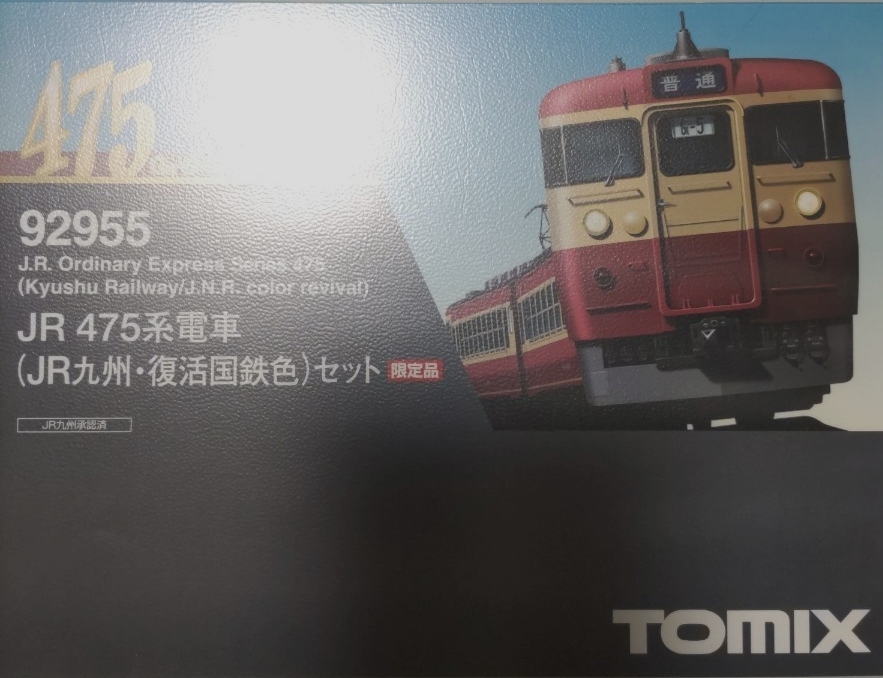 475
92955
J.R. Ordinary Express Series 475
(Kyushu Railway/J.N.R. color revival)
JR 475系電車
(JR九州・復活国鉄色)セット 限定品
JR九州承認済
普通
G-5
TOMIX